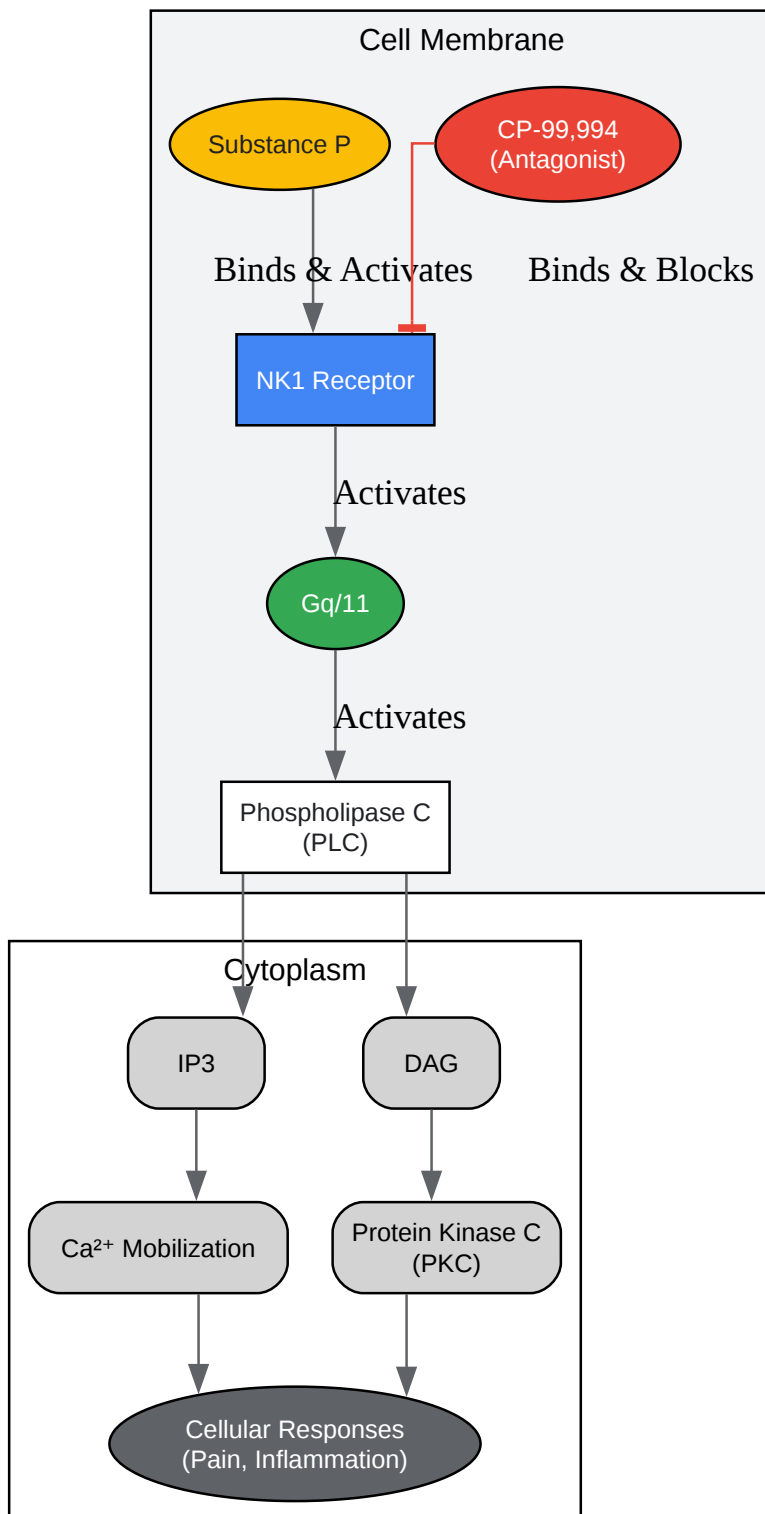 Cell Membrane
Substance P
CP-99,994
(Antagonist)
Binds & Activates
Binds & Blocks
NK1 Receptor
Activates
Gq/11
Activates
Phospholipase C
(PLC)
Cytoplasm
IP3
DAG
Ca²⁺ Mobilization
Protein Kinase C
(PKC)
Cellular Responses
(Pain, Inflammation)